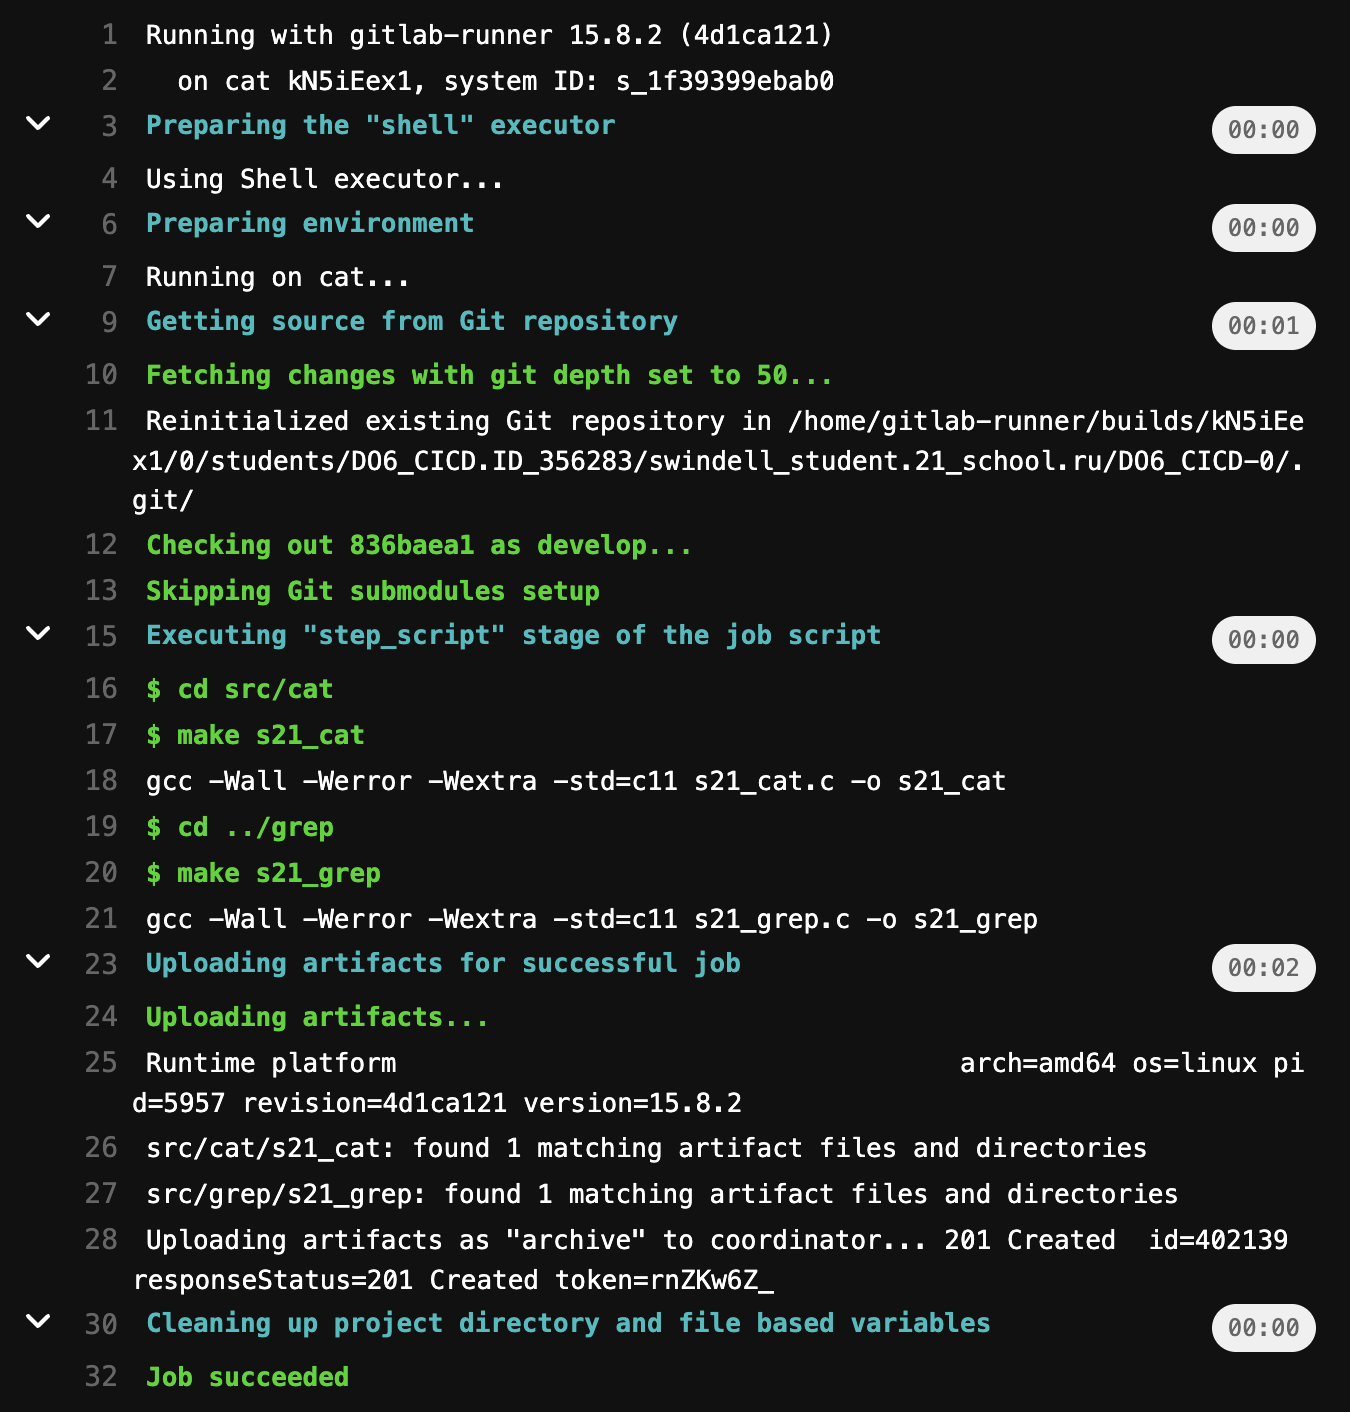 1 Running with gitlab-runner 15.8.2 (4d1ca121)
2 on cat kN5iEex1, system ID: s_1f39399ebab0
3 Preparing the "shell" executor 00:00
4 Using Shell executor...
6 Preparing environment 00:00
7 Running on cat...
9 Getting source from Git repository 00:01
10 Fetching changes with git depth set to 50...
11 Reinitialized existing Git repository in /home/gitlab-runner/builds/kN5iEe
x1/0/students/DO6_CICD.ID_356283/swindell_student.21_school.ru/DO6_CICD-0/.
git/
12 Checking out 836baea1 as develop...
13 Skipping Git submodules setup
15 Executing "step_script" stage of the job script 00:00
16 $ cd src/cat
17 $ make s21_cat
18 gcc -Wall -Werror -Wextra -std=c11 s21_cat.c -o s21_cat
19 $ cd ../grep
20 $ make s21_grep
21 gcc -Wall -Werror -Wextra -std=c11 s21_grep.c -o s21_grep
23 Uploading artifacts for successful job 00:02
24 Uploading artifacts...
25 Runtime platform arch=amd64 os=linux pi
d=5957 revision=4d1ca121 version=15.8.2
26 src/cat/s21_cat: found 1 matching artifact files and directories
27 src/grep/s21_grep: found 1 matching artifact files and directories
28 Uploading artifacts as "archive" to coordinator... 201 Created id=402139
responseStatus=201 Created token=rnZKw6Z_
30 Cleaning up project directory and file based variables 00:00
32 Job succeeded